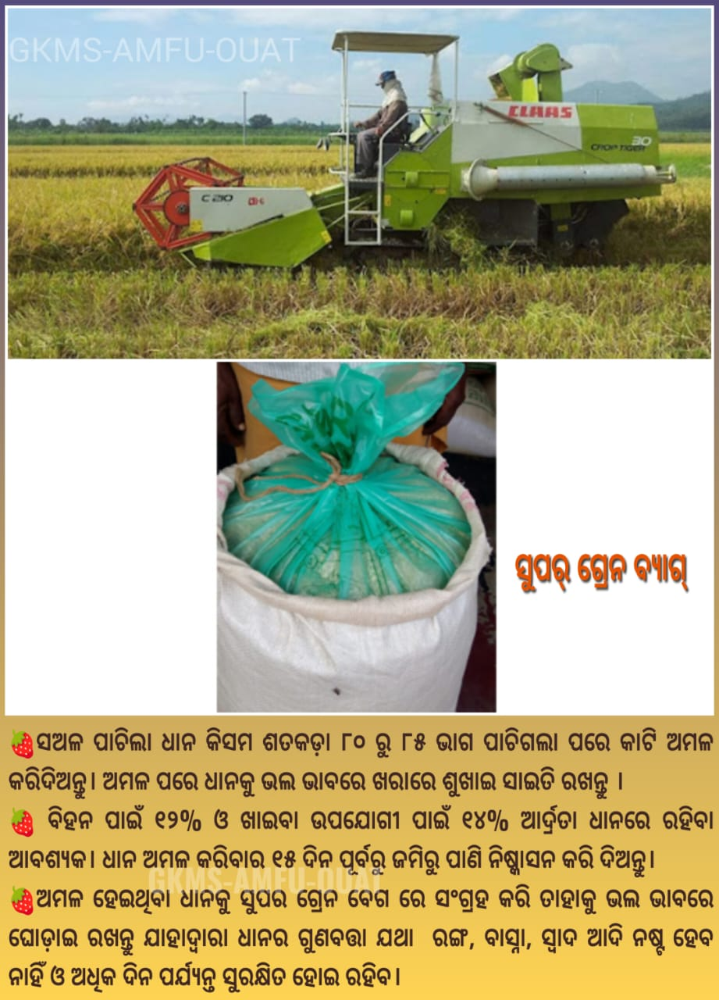 GKMS-AMFU-OUAT
CLAAS
30
CROP TIGER
C 210
ସୁପର୍ ଗ୍ରେନ ବ୍ୟାଗ୍
🍓ସଅଳ ପାଚିଲା ଧାନ କିସମ ଶତକଡ଼ା ୮୦ ରୁ ୮୫ ଭାଗ ପାଚିଗଲା ପରେ କାଟି ଅମଳ
କରିଦିଅନ୍ତୁ। ଅମଳ ପରେ ଧାନକୁ ଭଲ ଭାବରେ ଖରାରେ ଶୁଖାଇ ସାଇତି ରଖନ୍ତୁ ।
🍓 ବିହନ ପାଇଁ ୧୨% ଓ ଖାଇବା ଉପଯୋଗୀ ପାଇଁ ୧୪% ଆର୍ଦ୍ରତା ଧାନରେ ରହିବା
ଆବଶ୍ୟକ। ଧାନ ଅମଳ କରିବାର ୧୫ ଦିନ ପୂର୍ବରୁ ଜମିରୁ ପାଣି ନିଷ୍କାସନ କରି ଦିଅନ୍ତୁ।
GKMS-AMFU-OUAT
🍓ଅମଳ ହେଇଥିବା ଧାନକୁ ସୁପର ଗ୍ରେନ ବେଗ ରେ ସଂଗ୍ରହ କରି ତାହାକୁ ଭଲ ଭାବରେ
ଘୋଡ଼ାଇ ରଖନ୍ତୁ ଯାହାଦ୍ୱାରା ଧାନର ଗୁଣବତ୍ତା ଯଥା ରଙ୍ଗ, ବାସ୍ନା, ସ୍ୱାଦ ଆଦି ନଷ୍ଟ ହେବ
ନାହିଁ ଓ ଅଧିକ ଦିନ ପର୍ଯ୍ୟନ୍ତ ସୁରକ୍ଷିତ ହୋଇ ରହିବ।